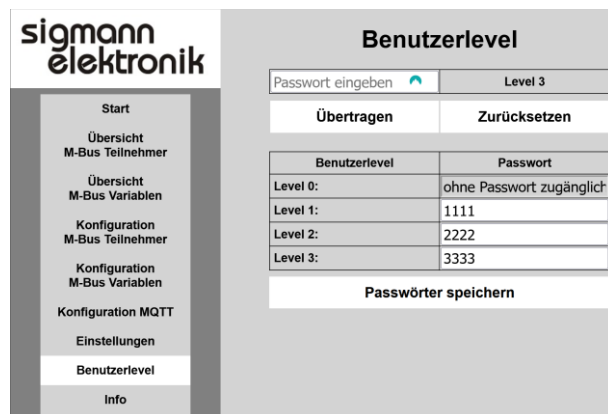 sigmann
elektronik
Start
Übersicht
M-Bus Teilnehmer
Übersicht
M-Bus Variablen
Konfiguration
M-Bus Teilnehmer
Konfiguration
M-Bus Variablen
Konfiguration MQTT
Einstellungen
Benutzerlevel
Info
Benutzerlevel
Passwort eingeben Level 3
Übertragen Zurücksetzen
Benutzerlevel Passwort
Level 0: ohne Passwort zugänglich
Level 1: 1111
Level 2: 2222
Level 3: 3333
Passwörter speichern